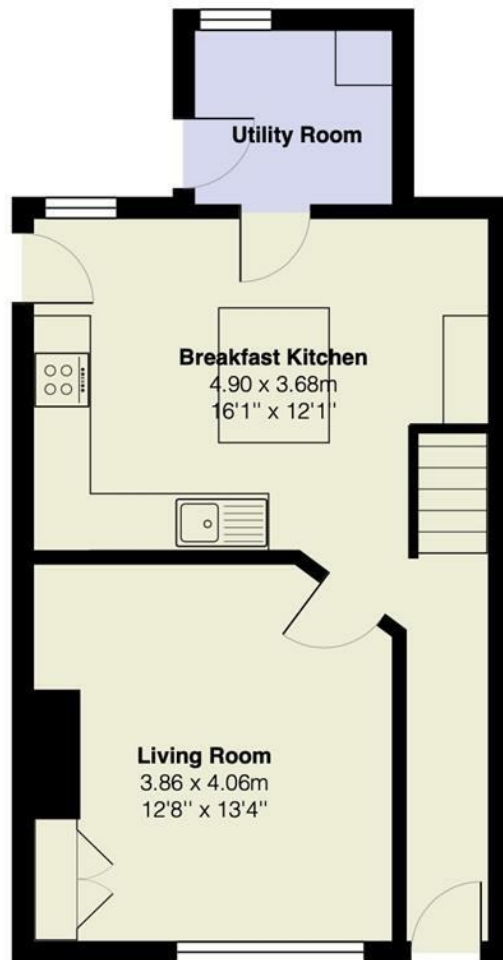 Utility Room
Breakfast Kitchen
4.90 x 3.68m
16'1" x 12'1"
Living Room
3.86 x 4.06m
12'8'' x 13'4''